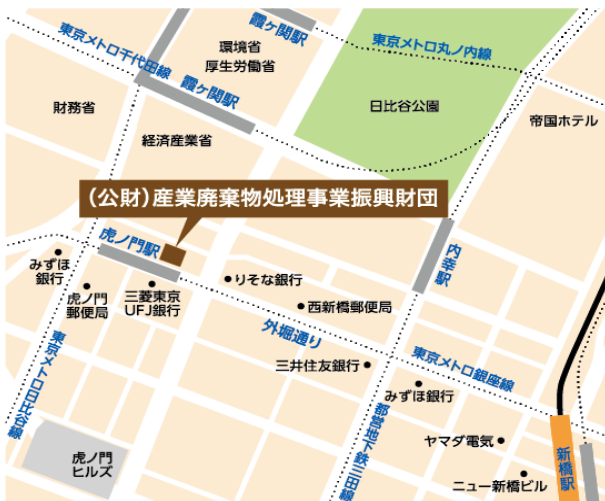 霞ヶ関駅
東京メトロ丸ノ内線
東京メトロ千代田線
環境省
厚生労働省
霞ヶ関駅
財務省
日比谷公園
帝国ホテル
経済産業省
(公財)産業廃棄物処理事業振興財団
虎ノ門駅
内幸駅
みずほ
銀行
虎ノ門
郵便局
三菱東京
UFJ銀行
りそな銀行
西新橋郵便局
外堀通り
東京メトロ銀座線
三井住友銀行
みずほ銀行
東京メトロ日比谷線
都営地下鉄三田線
ヤマダ電気
新橋駅
虎ノ門
ヒルズ
ニュー新橋ビル